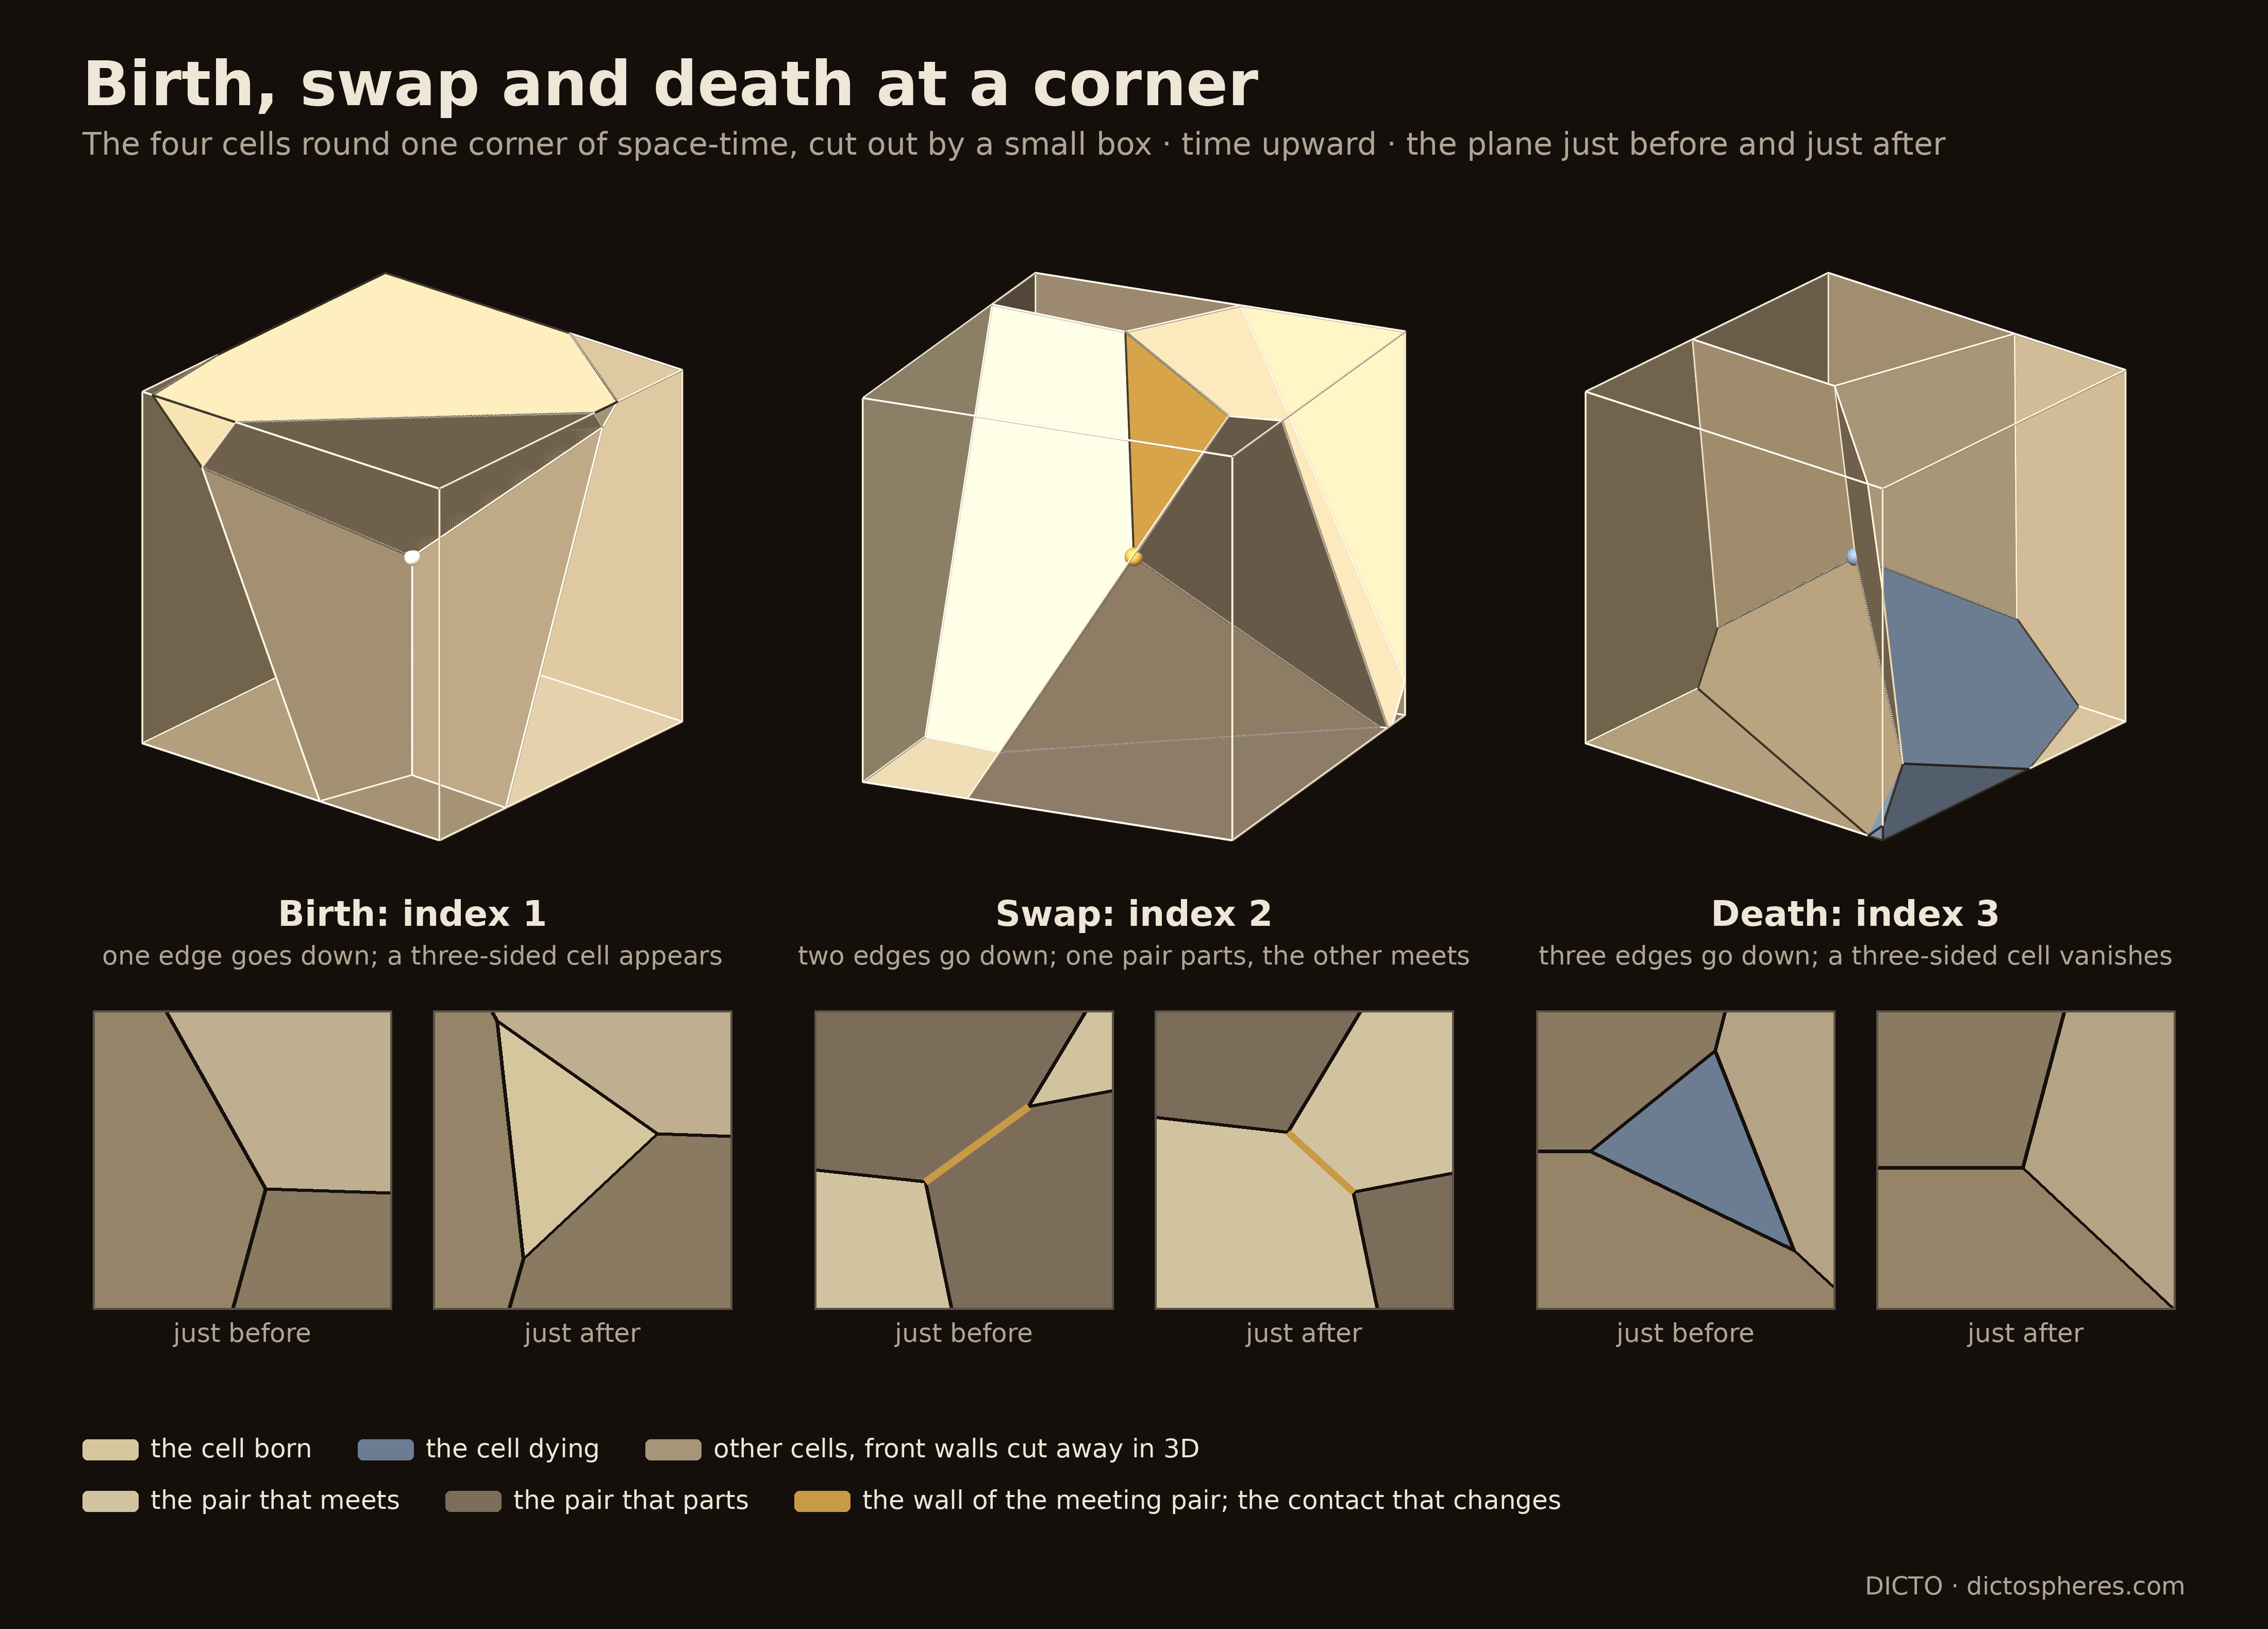 Birth, swap and death at a corner
The four cells round one corner of space-time, cut out by a small box · time upward · the plane just before and just after
Birth: index 1
one edge goes down; a three-sided cell appears
Swap: index 2
two edges go down; one pair parts, the other meets
Death: index 3
three edges go down; a three-sided cell vanishes
just before
just after
just before
just after
just before
just after
the cell born
the cell dying
other cells, front walls cut away in 3D
the pair that meets
the pair that parts
the wall of the meeting pair; the contact that changes
DICTO · dictospheres.com